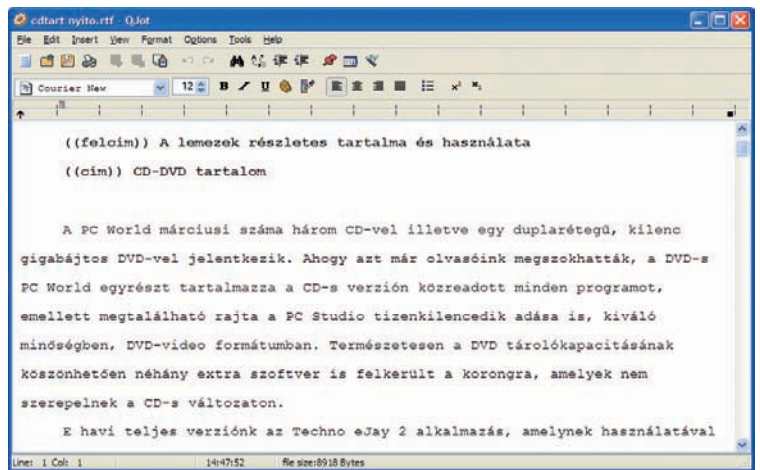 cdtart nyito.rtf - QJot
File Edit Insert View Format Options Tools Help
Courier New 12 B U x² x₂
((felcim)) A lemezek részletes tartalma és használata
((cim)) CD-DVD tartalom
A PC World márciusi száma három CD-vel illetve egy duplarétegű, kilenc
gigabájtos DVD-vel jelentkezik. Ahogy azt már olvasóink megszokhatták, a DVD-s
PC World egyrészt tartalmazza a CD-s verzión közreadott minden programot,
emellett megtalálható rajta a PC Studio tizenkilencedik adása is, kiváló
minőségben, DVD-video formátumban. Természetesen a DVD tárolókapacitásának
köszönhetően néhány extra szoftver is felkerült a korongra, amelyek nem
szerepelnek a CD-s változaton.
E havi teljes verziónk az Techno eJay 2 alkalmazás, amelynek használatával
Line: 1 Col: 1 14:47:52 file size:8918 Bytes